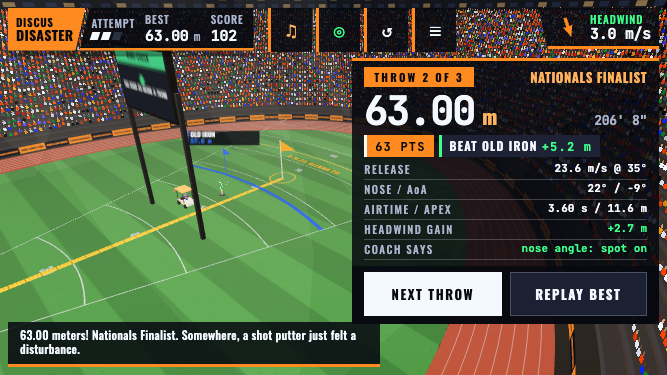 DISCUS
DISASTER
ATTEMPT
BEST
63.00 m
SCORE
102
HEADWIND
3.0 m/s
THROW 2 OF 3
NATIONALS FINALIST
63.00 m
206' 8"
63 PTS
BEAT OLD IRON +5.2 m
RELEASE
23.6 m/s @ 35°
NOSE / AoA
22° / -9°
AIRTIME / APEX
3.60 s / 11.6 m
HEADWIND GAIN
+2.7 m
COACH SAYS
nose angle: spot on
NEXT THROW
REPLAY BEST
OLD IRON
63.00 meters! Nationals Finalist. Somewhere, a shot putter just felt a
disturbance.